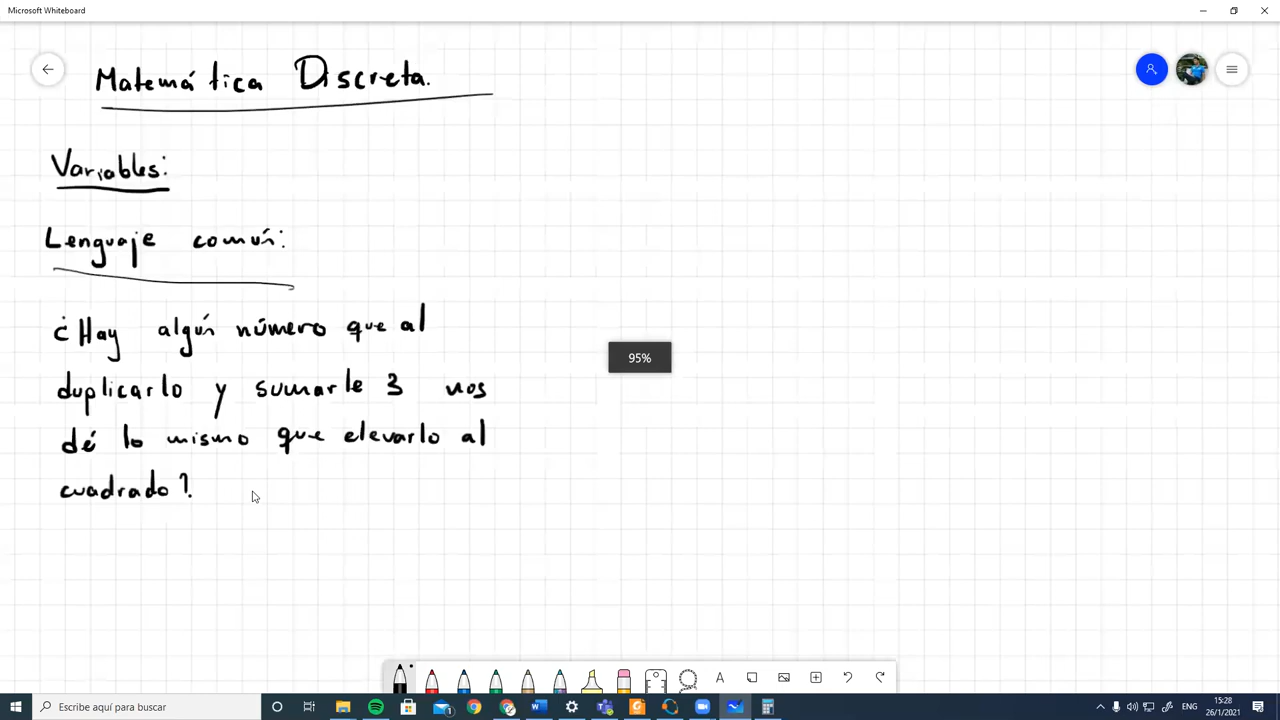 Microsoft Whiteboard
Matemática Discreta.
Variables:
Lenguaje común:
¿Hay algún número que al
duplicarlo y sumarle 3 nos
dé lo mismo que elevarlo al
cuadrado?
95%
Escribe aquí para buscar
15:28
26/1/2021